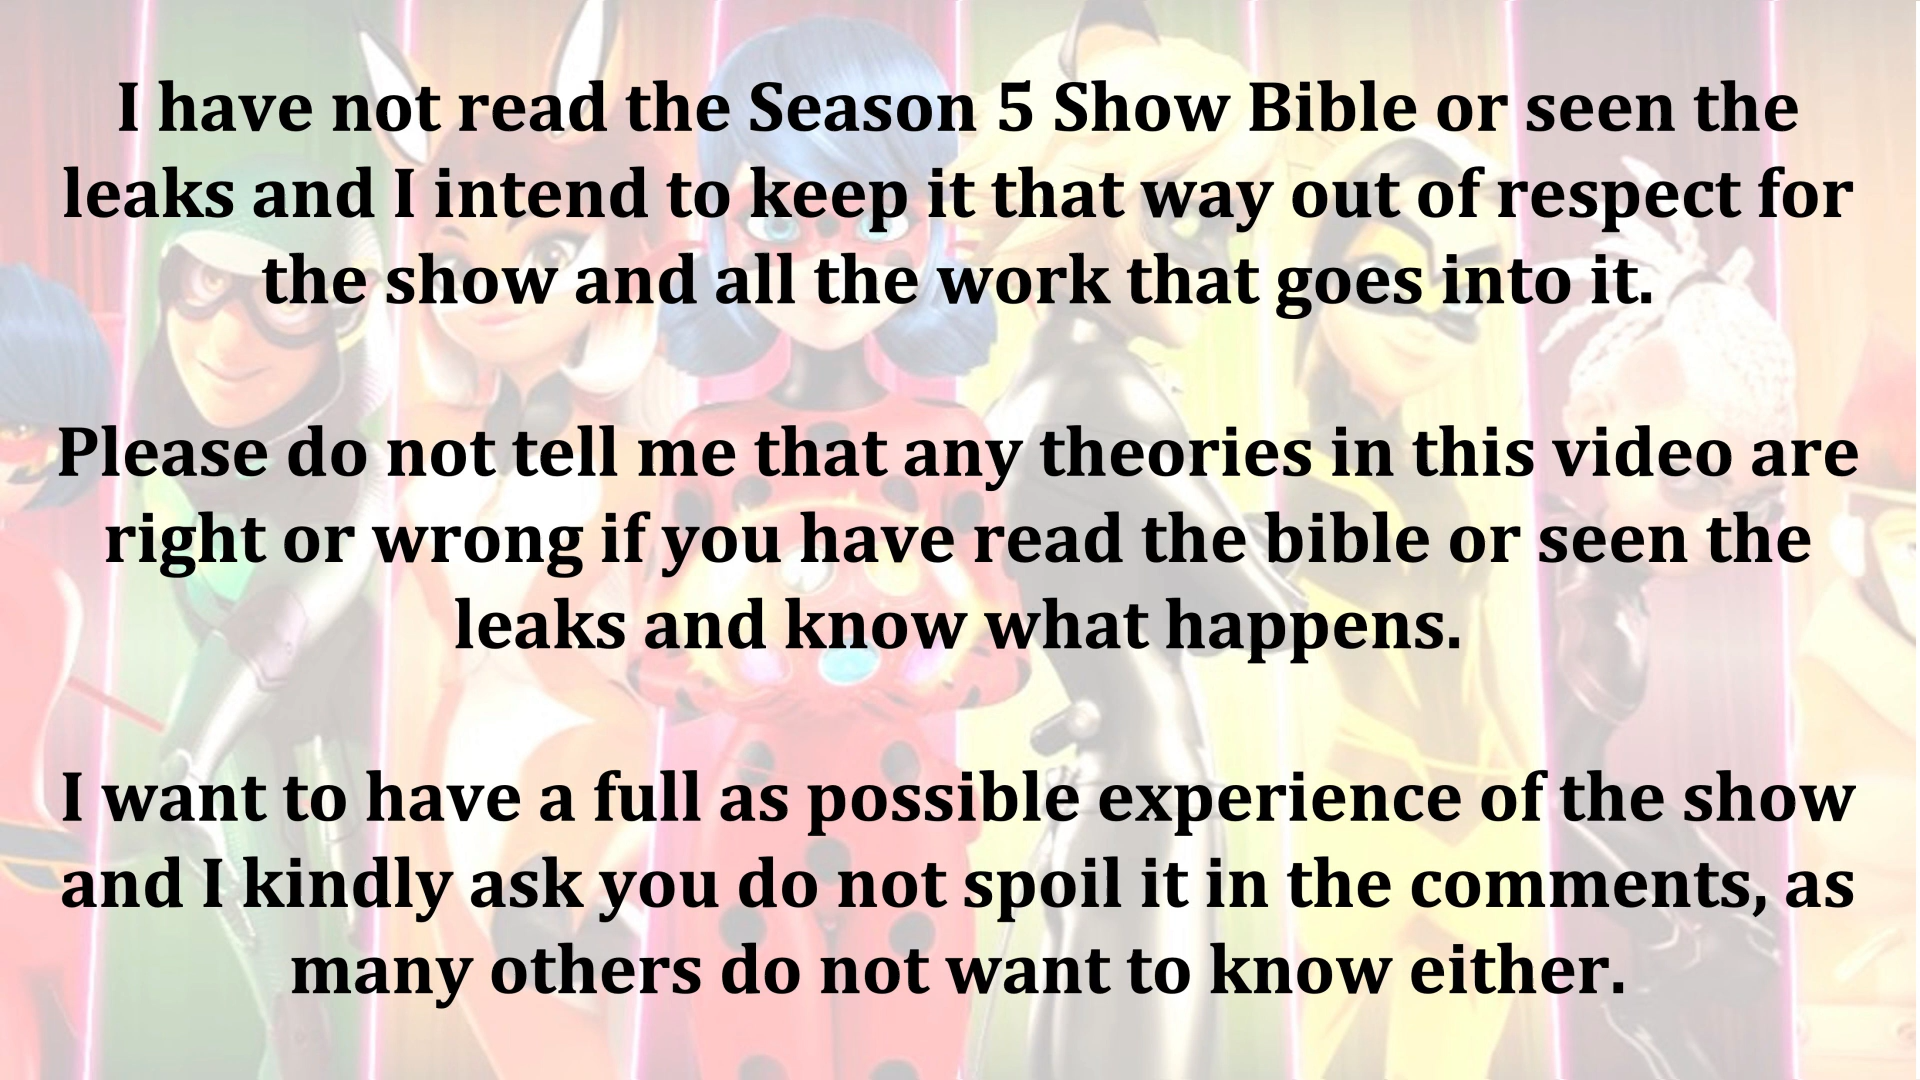 I have not read the Season 5 Show Bible or seen the
leaks and I intend to keep it that way out of respect for
the show and all the work that goes into it.
Please do not tell me that any theories in this video are
right or wrong if you have read the bible or seen the
leaks and know what happens.
I want to have a full as possible experience of the show
and I kindly ask you do not spoil it in the comments, as
many others do not want to know either.